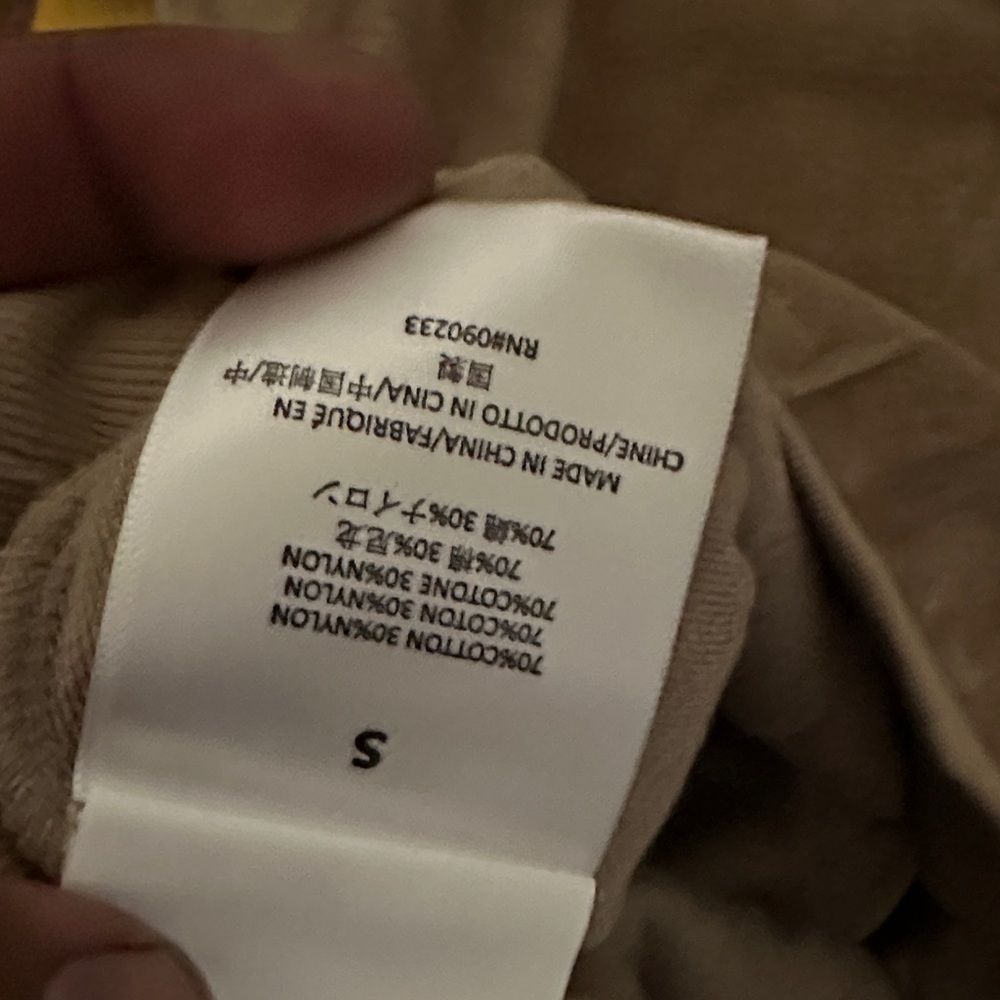 S
70%COTTON 30%NYLON
70%COTON 30%NYLON
70%COTONE 30%NYLON
70%棉 30%尼龙
70%綿 30%ナイロン
MADE IN CHINA/FABRIQUÉ EN
CHINE/PRODOTTO IN CINA/中国制造/中
国製
RN#090233